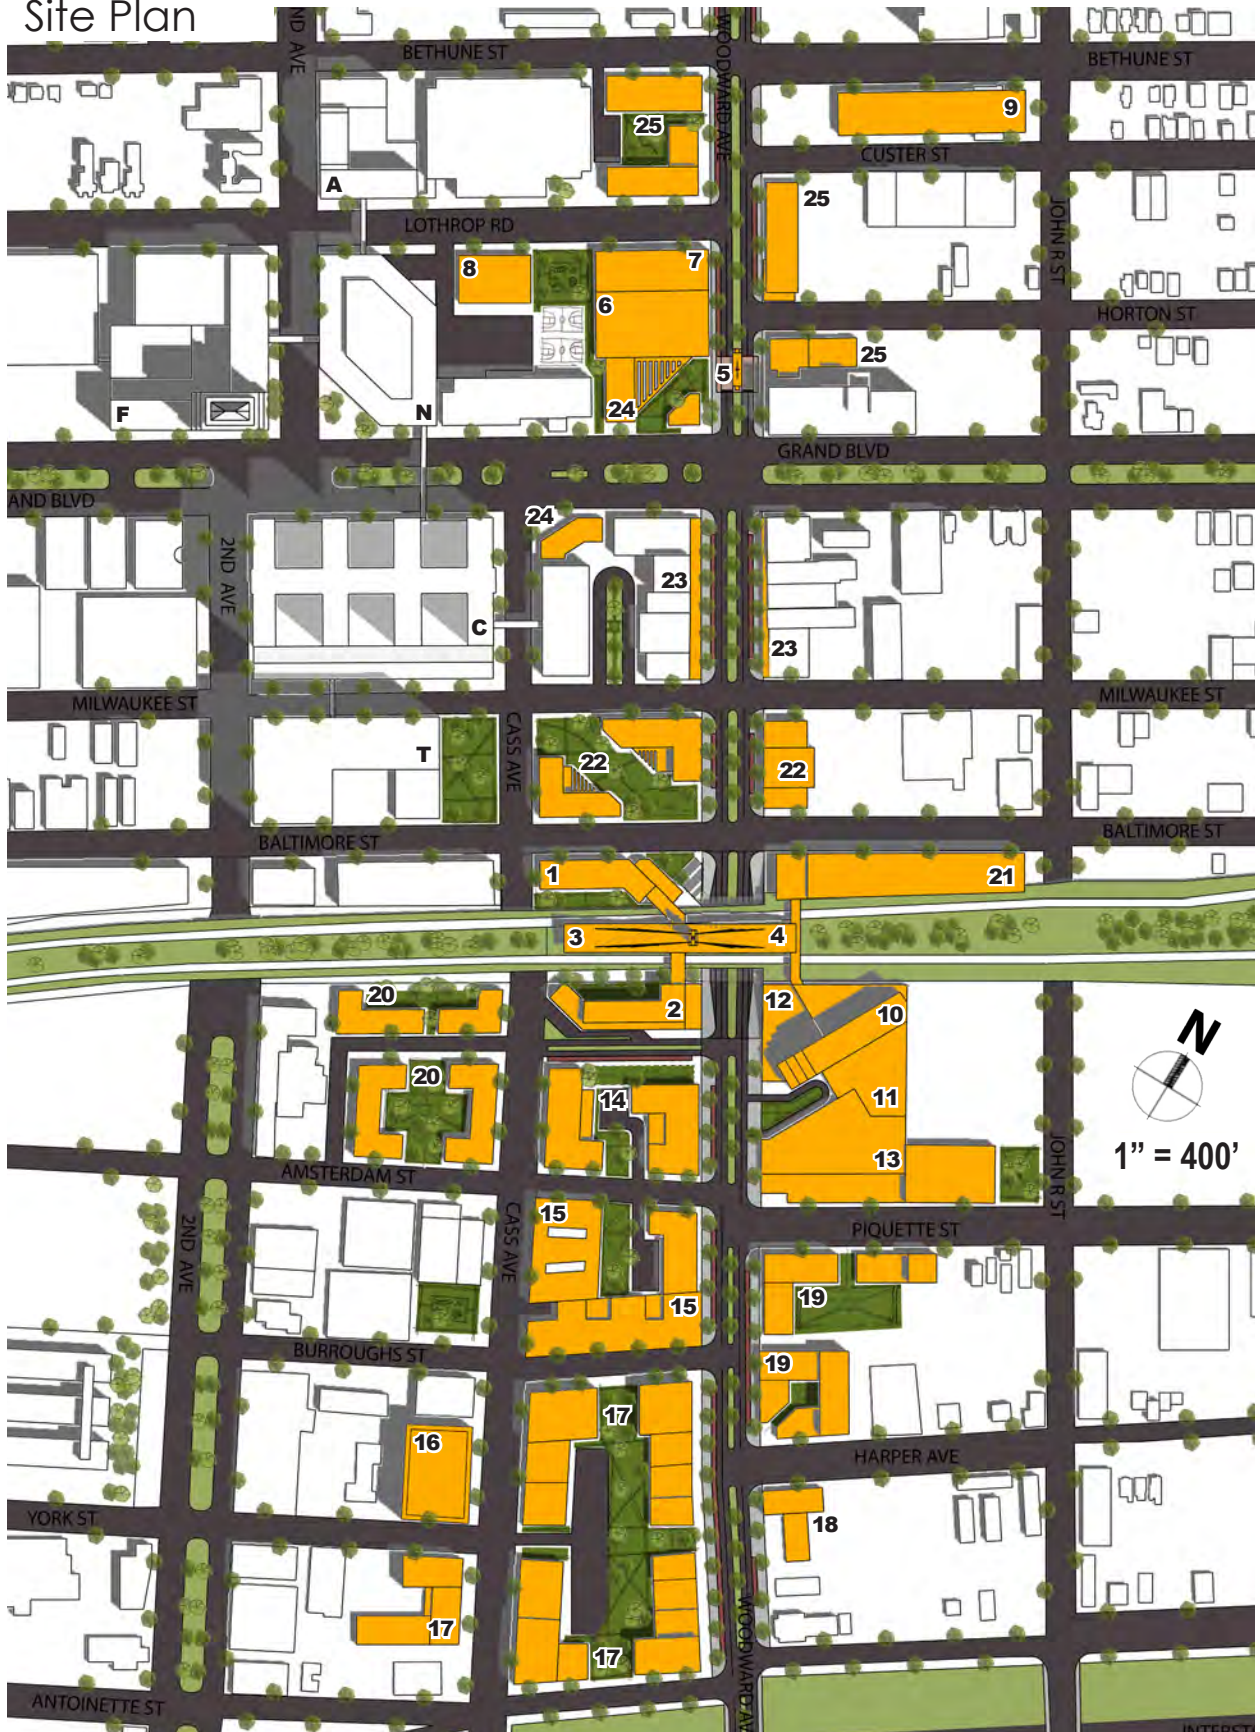 Site Plan
2ND AVE
WOODWARD AVE
BETHUNE ST
BETHUNE ST
9
25
CUSTER ST
A
25
LOTHROP RD
JOHN R ST
7
8
6
HORTON ST
25
5
F
N
24
GRAND BLVD
AND BLVD
24
2ND AVE
23
C
23
MILWAUKEE ST
MILWAUKEE ST
CASS AVE
T
22
22
BALTIMORE ST
BALTIMORE ST
1
21
3
4
20
2
12
10
N
20
14
11
1” = 400’
13
AMSTERDAM ST
JOHN R ST
15
CASS AVE
2ND AVE
PIQUETTE ST
15
19
BURROUGHS ST
19
17
16
HARPER AVE
YORK ST
18
17
17
WOODWARD AVE
ANTOINETTE ST